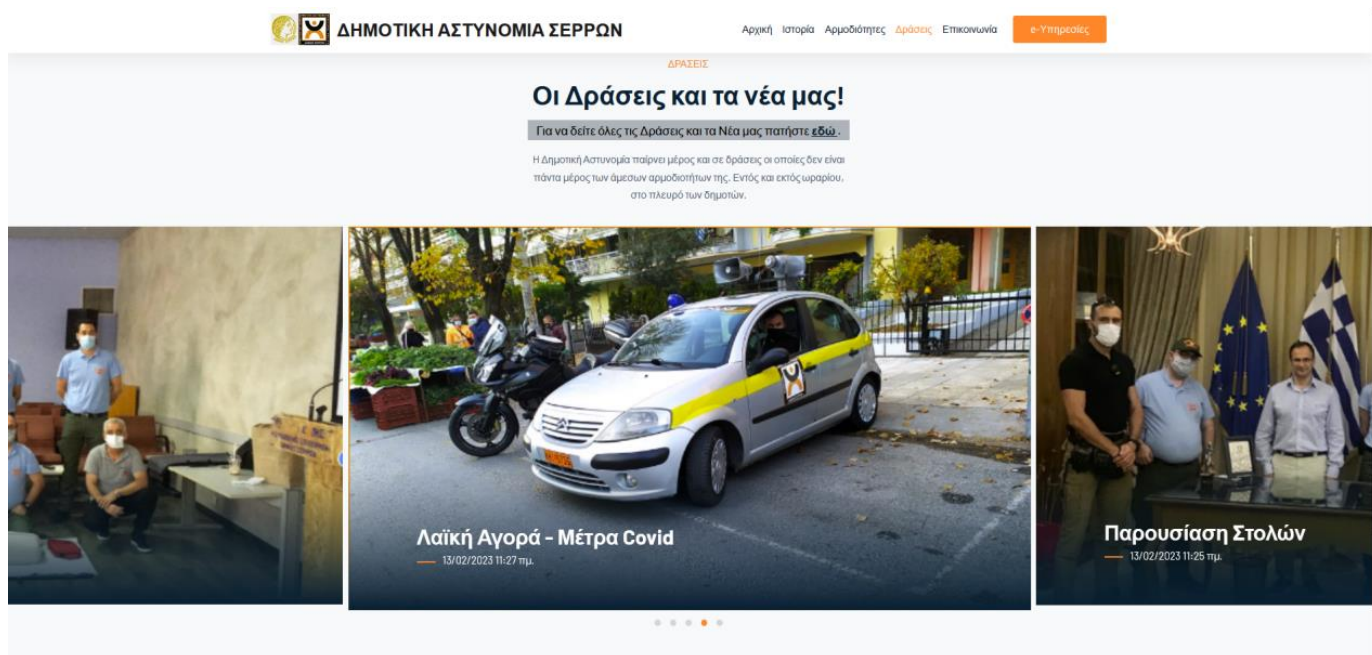 ΔΗΜΟΤΙΚΗ ΑΣΤΥΝΟΜΙΑ ΣΕΡΡΩΝ
Αρχική Ιστορία Αρμοδιότητες Δράσεις Επικοινωνία e-Υπηρεσίες
ΔΡΑΣΕΙΣ
Οι Δράσεις και τα νέα μας!
Για να δείτε όλες τις Δράσεις και τα Νέα μας πατήστε εδώ .
Η Δημοτική Αστυνομία παίρνει μέρος και σε δράσεις οι οποίες δεν είναι
πάντα μέρος των άμεσων αρμοδιοτήτων της. Εντός και εκτός ωραρίου,
στο πλευρό των δημοτών.
Λαϊκή Αγορά - Μέτρα Covid
13/02/2023 11:27 πμ.
Παρουσίαση Στολών
13/02/2023 11:25 πμ.